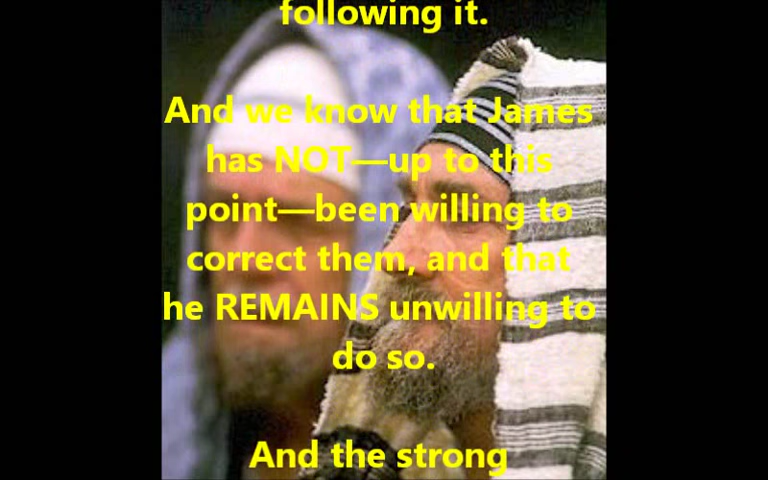 following it.
And we know that James
has NOT—up to this
point—been willing to
correct them, and that
he REMAINS unwilling to
do so.
And the strong